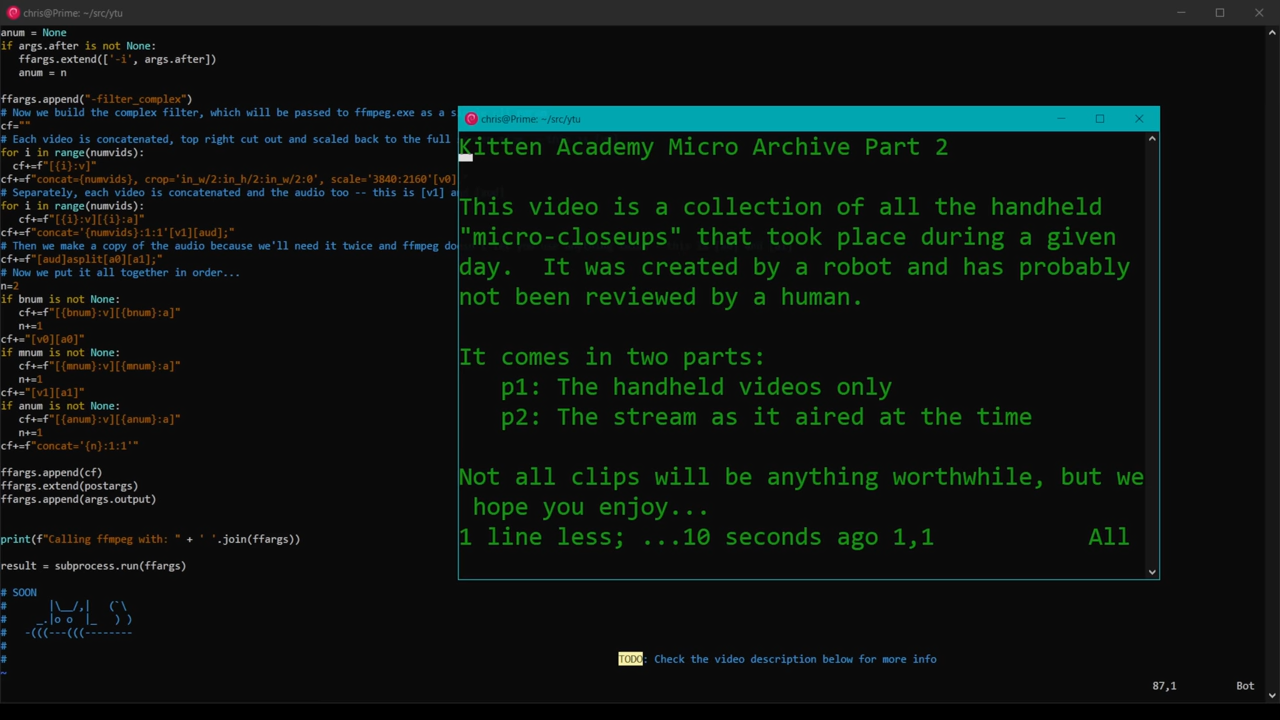 chris@Prime: ~/src/ytu
anum = None
if args.after is not None:
   ffargs.extend(['-i', args.after])
   anum = n
ffargs.append("-filter_complex")
# Now we build the complex filter, which will be passed to ffmpeg.exe as a s
cf=""
# Each video is concatenated, top right cut out and scaled back to the full
for i in range(numvids):
  cf+=f"[{i}:v]"
cf+=f"concat={numvids}, crop='in_w/2:in_h/2:in_w/2:0', scale='3840:2160'[v0]
# Separately, each video is concatenated and the audio too -- this is [v1] a
for i in range(numvids):
   cf+=f"[{i}:v][{i}:a]"
cf+=f"concat='{numvids}:1:1'[v1][aud];"
# Then we make a copy of the audio because we'll need it twice and ffmpeg do
cf+="[aud]asplit[a0][a1];"
# Now we put it all together in order...
n=2
if bnum is not None:
   cf+=f"[{bnum}:v][{bnum}:a]"
   n+=1
cf+="[v0][a0]"
if mnum is not None:
   cf+=f"[{mnum}:v][{mnum}:a]"
   n+=1
cf+="[v1][a1]"
if anum is not None:
   cf+=f"[{anum}:v][{anum}:a]"
   n+=1
cf+=f"concat='{n}:1:1'"
ffargs.append(cf)
ffargs.extend(postargs)
ffargs.append(args.output)
print(f"Calling ffmpeg with: " + ' '.join(ffargs))
result = subprocess.run(ffargs)
# SOON
#      |\__/,|   (`\
#    _.|o o  |_   ) )
#  -(((---(((--------
#
#
~
TODO: Check the video description below for more info
87,1 Bot
chris@Prime: ~/src/ytu
Kitten Academy Micro Archive Part 2
This video is a collection of all the handheld
"micro-closeups" that took place during a given
day.  It was created by a robot and has probably
not been reviewed by a human.
It comes in two parts:
   p1: The handheld videos only
   p2: The stream as it aired at the time
Not all clips will be anything worthwhile, but we
 hope you enjoy...
1 line less; ...10 seconds ago 1,1 All